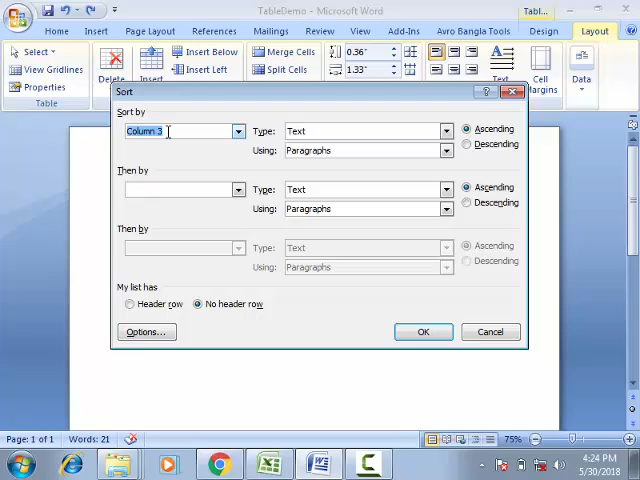 TableDemo - Microsoft Word
Tabl...
Home Insert Page Layout References Mailings Review View Add-Ins Avro Bangla Tools Design Layout
Select
View Gridlines
Properties
Table
Delete
Insert
Insert Below
Insert Left
Merge Cells
Split Cells
0.36"
1.33"
Cell
Margins
Data
Sort
Sort by
Column 3
Type: Text
Using: Paragraphs
Ascending
Descending
Then by
Type: Text
Using: Paragraphs
Ascending
Descending
Then by
Type: Text
Using: Paragraphs
Ascending
Descending
My list has
Header row No header row
Options... OK Cancel
Page: 1 of 1 Words: 21 75%
4:24 PM
5/30/2018